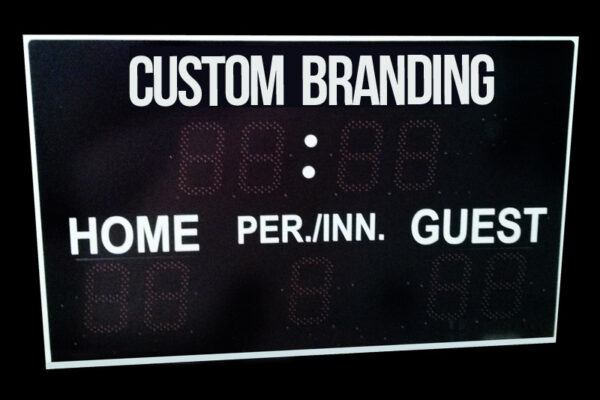 CUSTOM BRANDING
:
HOME PER./INN. GUEST